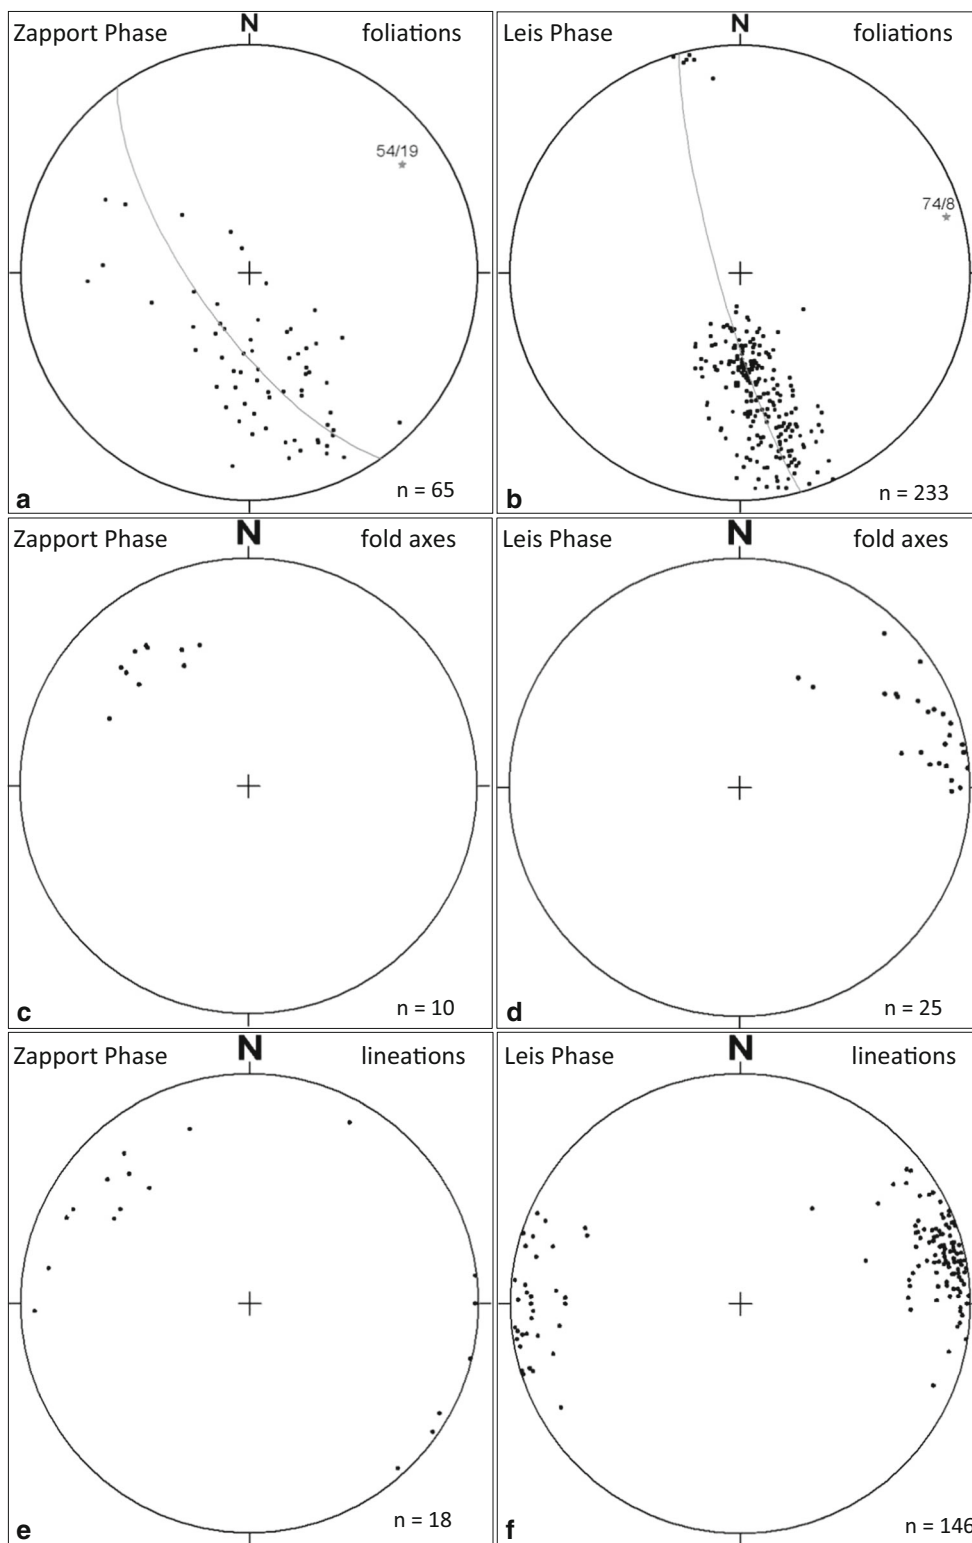 Zapport Phase N foliations
54/19
a n = 65
Leis Phase N foliations
74/8
b n = 233
Zapport Phase N fold axes
c n = 10
Leis Phase N fold axes
d n = 25
Zapport Phase N lineations
e n = 18
Leis Phase N lineations
f n = 146